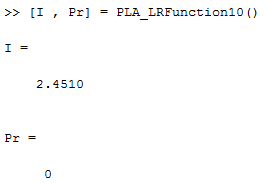 >> [I , Pr] = PLA_LRFunction10()
I =
2.4510
Pr =
0